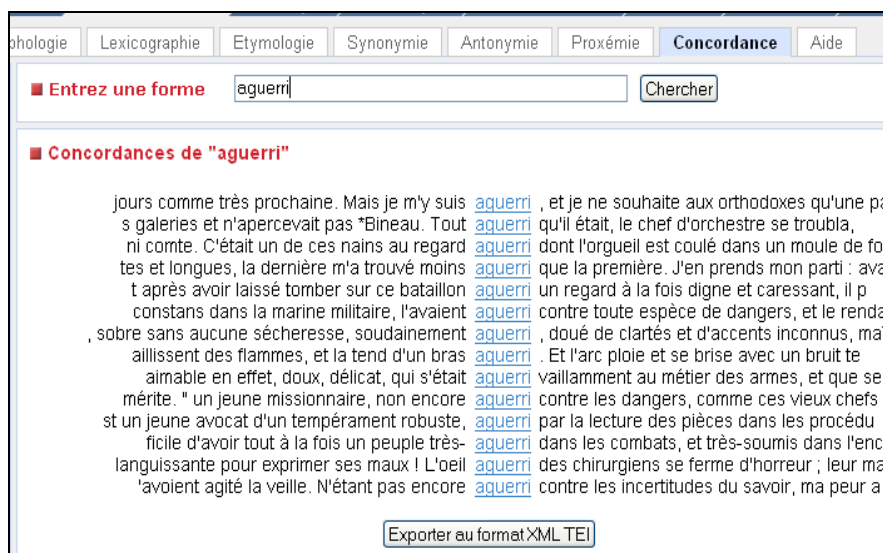 phologie Lexicographie Etymologie Synonymie Antonymie Proxémie Concordance Aide
Entrez une forme aguerri Chercher
Concordances de "aguerri"
jours comme très prochaine. Mais je m'y suis aguerri , et je ne souhaite aux orthodoxes qu'une pa
s galeries et n'apercevait pas *Bineau. Tout aguerri qu'il était, le chef d'orchestre se troubla,
ni comte. C'était un de ces nains au regard aguerri dont l'orgueil est coulé dans un moule de fo
tes et longues, la dernière m'a trouvé moins aguerri que la première. J'en prends mon parti : ava
t après avoir laissé tomber sur ce bataillon aguerri un regard à la fois digne et caressant, il p
constans dans la marine militaire, l'avaient aguerri contre toute espèce de dangers, et le renda
, sobre sans aucune sécheresse, soudainement aguerri , doué de clartés et d'accents inconnus, maî
aillissent des flammes, et la tend d'un bras aguerri . Et l'arc ploie et se brise avec un bruit te
aimable en effet, doux, délicat, qui s'était aguerri vaillamment au métier des armes, et que se
mérite. " un jeune missionnaire, non encore aguerri contre les dangers, comme ces vieux chefs
st un jeune avocat d'un tempérament robuste, aguerri par la lecture des pièces dans les procédu
ficile d'avoir tout à la fois un peuple très- aguerri dans les combats, et très-soumis dans l'enc
languissante pour exprimer ses maux ! L'oeil aguerri des chirurgiens se ferme d'horreur ; leur ma
'avoient agité la veille. N'étant pas encore aguerri contre les incertitudes du savoir, ma peur a
Exporter au format XML TEI